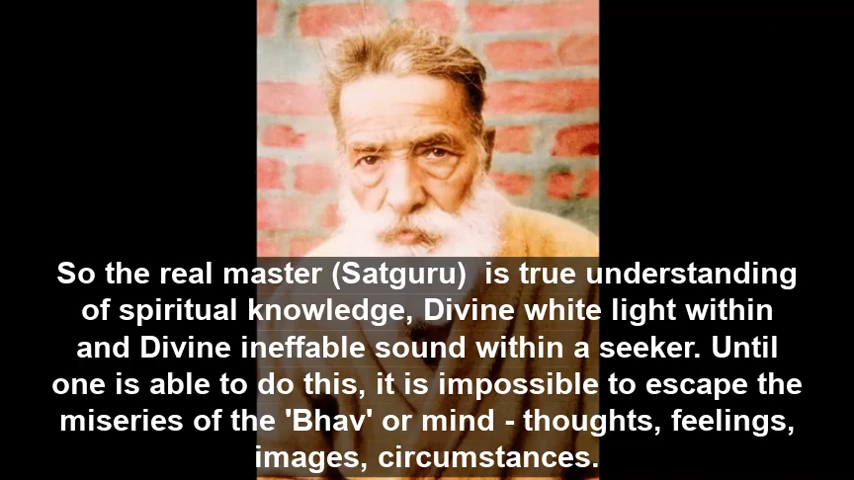 So the real master (Satguru)  is true understanding
of spiritual knowledge, Divine white light within
and Divine ineffable sound within a seeker. Until
one is able to do this, it is impossible to escape the
miseries of the 'Bhav' or mind - thoughts, feelings,
images, circumstances.